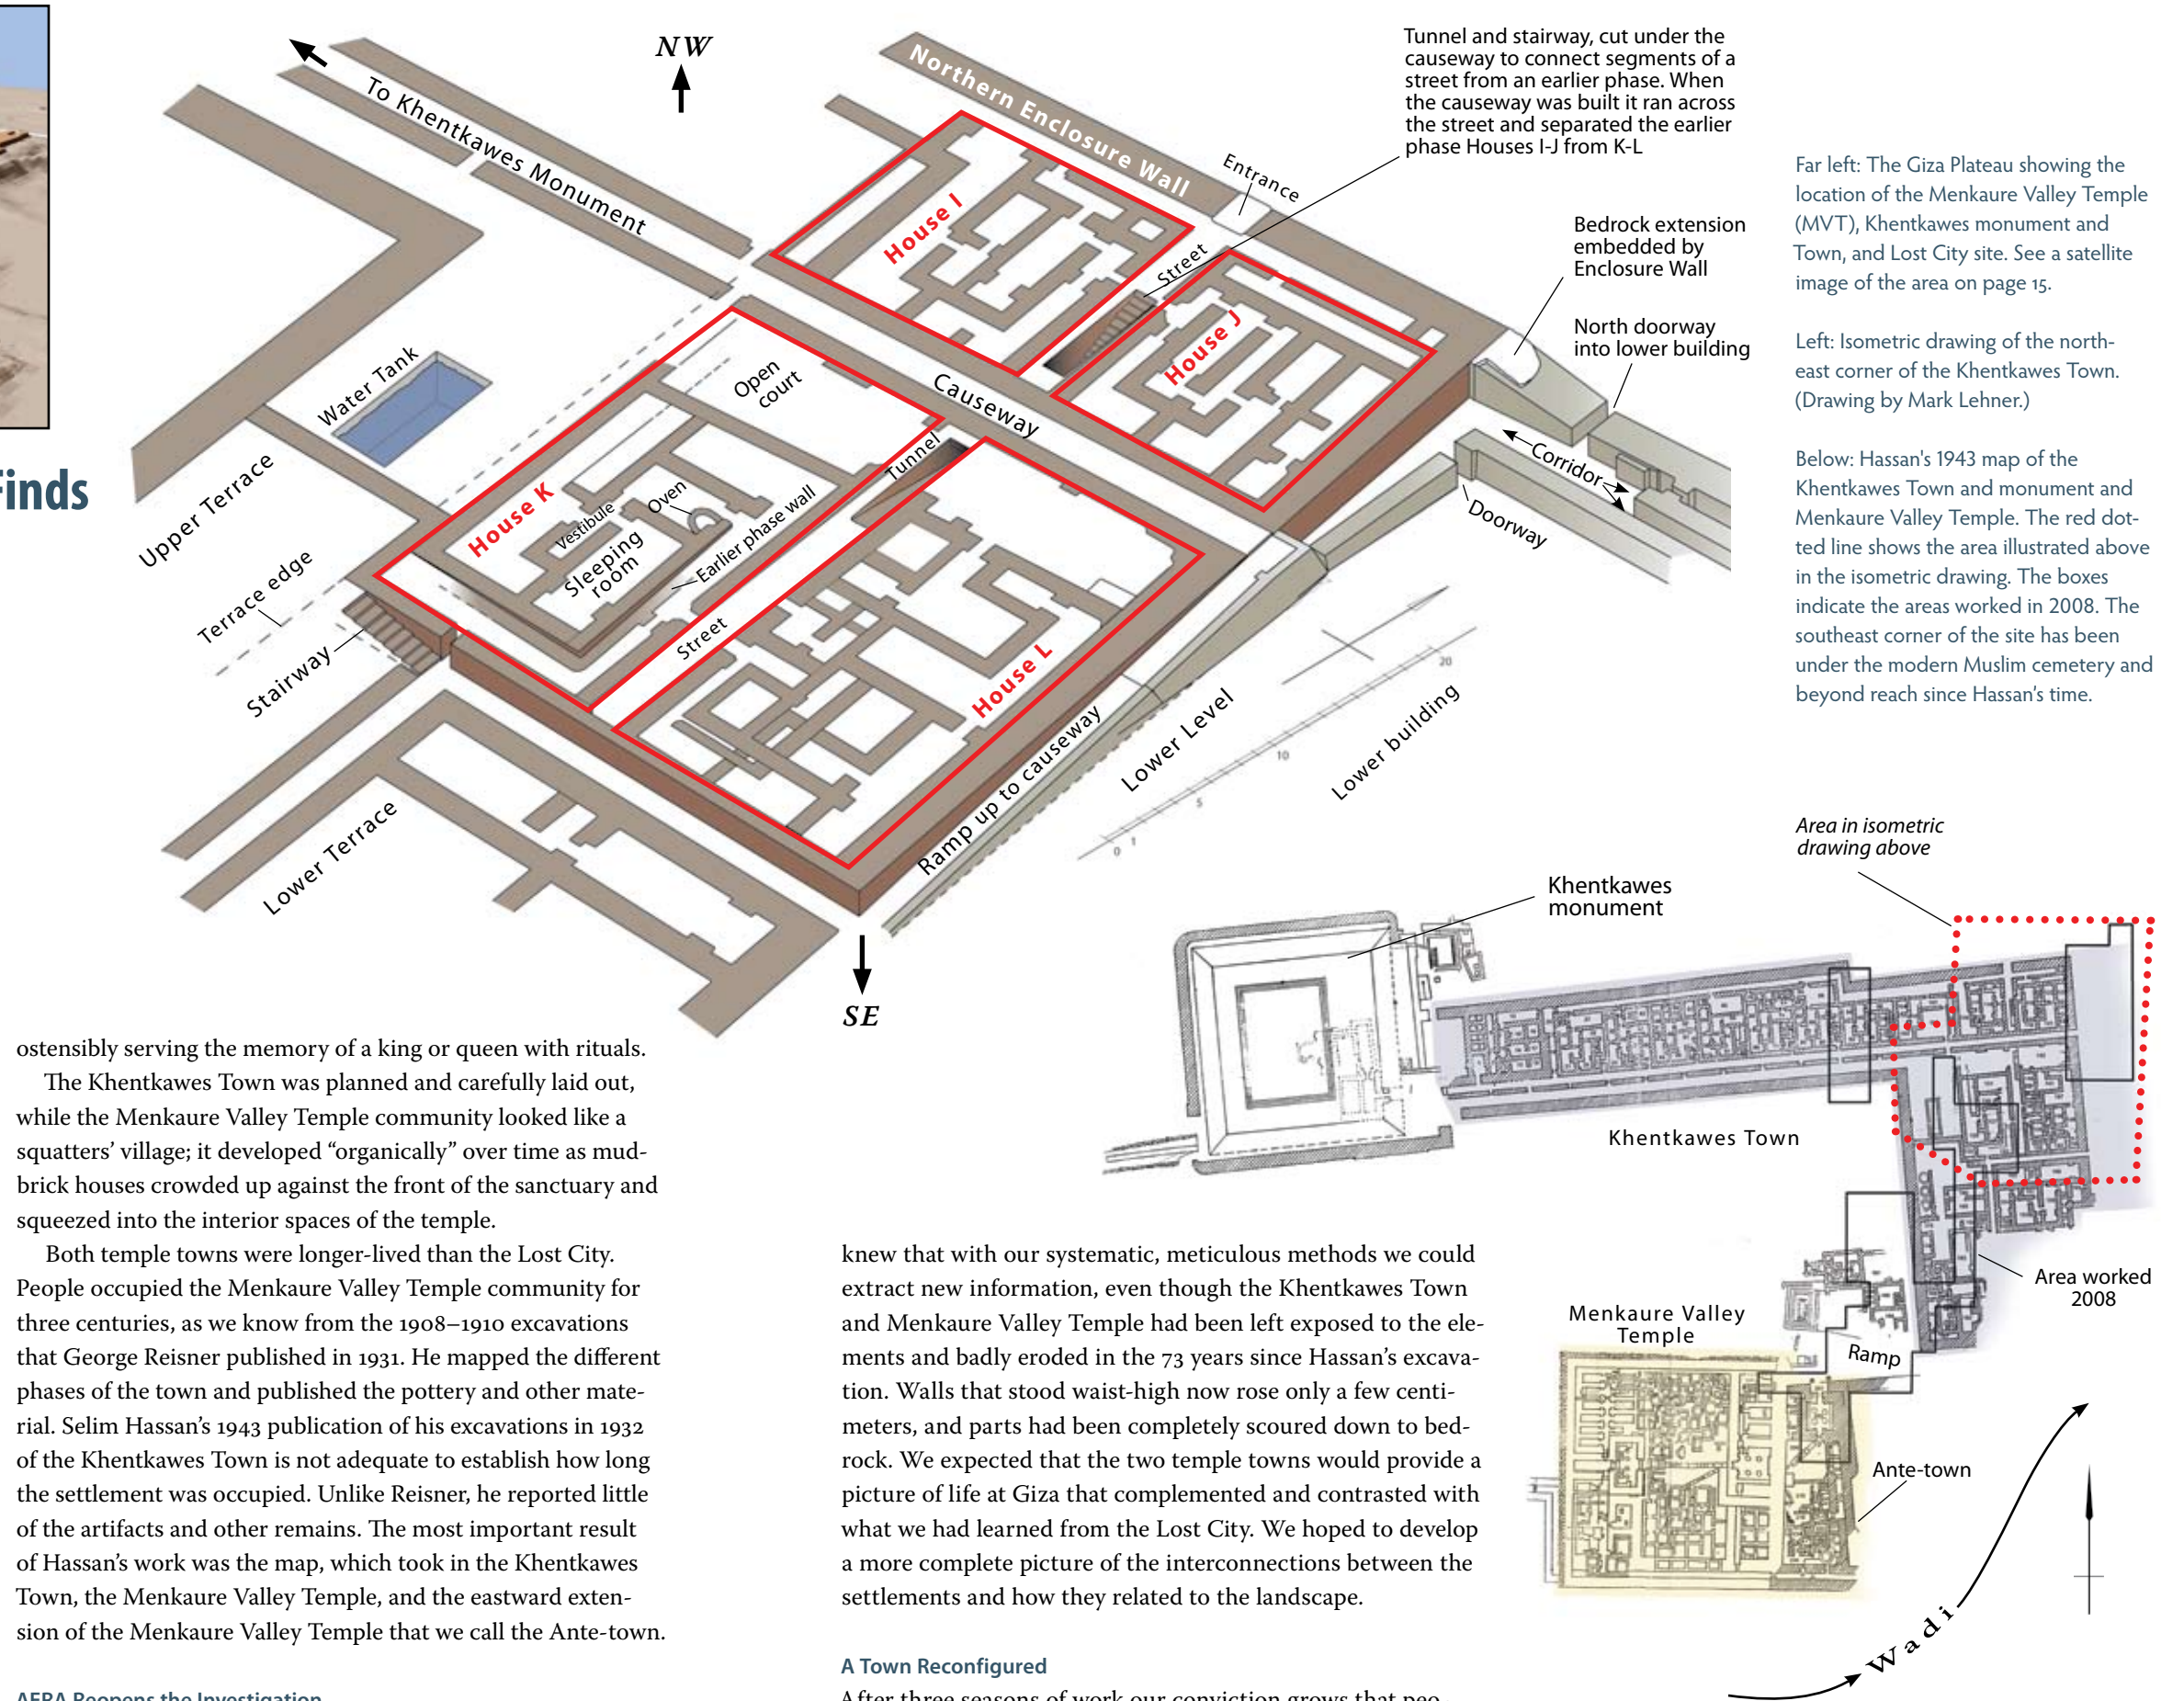 NW
To Khentkawes Monument
Northern Enclosure Wall
Entrance
Tunnel and stairway, cut under the
causeway to connect segments of a
street from an earlier phase. When
the causeway was built it ran across
the street and separated the earlier
phase Houses I-J from K-L
Bedrock extension
embedded by
Enclosure Wall
North doorway
into lower building
House I
Street
House J
Water Tank
Open
court
Causeway
Corridor
Doorway
Tunnel
Upper Terrace
House K
Vestibule
Oven
Sleeping
room
Earlier phase wall
Terrace edge
Stairway
Street
House L
Ramp up to causeway
Lower Level
Lower building
0 1 5 10 20
Lower Terrace
SE
Finds
Far left: The Giza Plateau showing the
location of the Menkaure Valley Temple
(MVT), Khentkawes monument and
Town, and Lost City site. See a satellite
image of the area on page 15.
Left: Isometric drawing of the north-
east corner of the Khentkawes Town.
(Drawing by Mark Lehner.)
Below: Hassan's 1943 map of the
Khentkawes Town and monument and
Menkaure Valley Temple. The red dot-
ted line shows the area illustrated above
in the isometric drawing. The boxes
indicate the areas worked in 2008. The
southeast corner of the site has been
under the modern Muslim cemetery and
beyond reach since Hassan's time.
Area in isometric
drawing above
Khentkawes
monument
Khentkawes Town
Area worked
2008
Menkaure Valley
Temple
Ramp
Ante-town
Wadi
ostensibly serving the memory of a king or queen with rituals.
The Khentkawes Town was planned and carefully laid out,
while the Menkaure Valley Temple community looked like a
squatters’ village; it developed “organically” over time as mud-
brick houses crowded up against the front of the sanctuary and
squeezed into the interior spaces of the temple.
Both temple towns were longer-lived than the Lost City.
People occupied the Menkaure Valley Temple community for
three centuries, as we know from the 1908–1910 excavations
that George Reisner published in 1931. He mapped the different
phases of the town and published the pottery and other mate-
rial. Selim Hassan’s 1943 publication of his excavations in 1932
of the Khentkawes Town is not adequate to establish how long
the settlement was occupied. Unlike Reisner, he reported little
of the artifacts and other remains. The most important result
of Hassan’s work was the map, which took in the Khentkawes
Town, the Menkaure Valley Temple, and the eastward exten-
sion of the Menkaure Valley Temple that we call the Ante-town.
AERA Reopens the Investigation
knew that with our systematic, meticulous methods we could
extract new information, even though the Khentkawes Town
and Menkaure Valley Temple had been left exposed to the ele-
ments and badly eroded in the 73 years since Hassan’s excava-
tion. Walls that stood waist-high now rose only a few centi-
meters, and parts had been completely scoured down to bed-
rock. We expected that the two temple towns would provide a
picture of life at Giza that complemented and contrasted with
what we had learned from the Lost City. We hoped to develop
a more complete picture of the interconnections between the
settlements and how they related to the landscape.
A Town Reconfigured
After three seasons of work our conviction grows that peo-